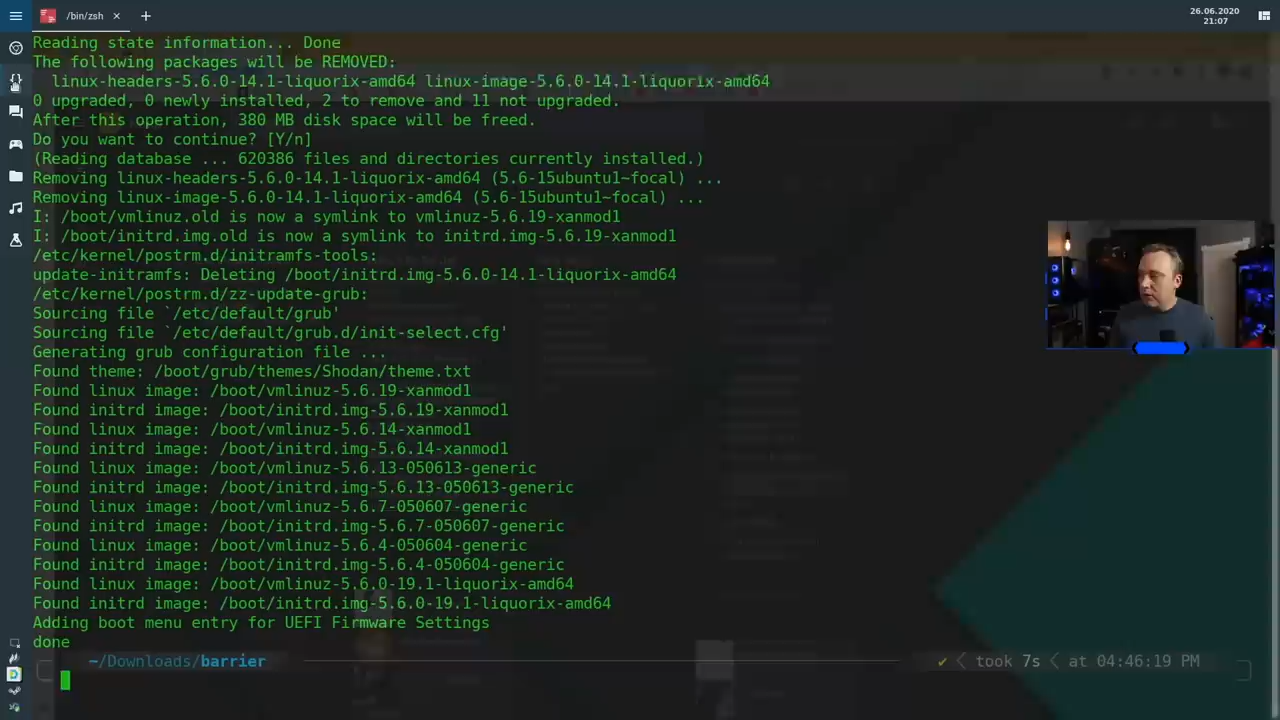 /bin/zsh
26.06.2020
21:07
Reading state information... Done
The following packages will be REMOVED:
linux-headers-5.6.0-14.1-liquorix-amd64 linux-image-5.6.0-14.1-liquorix-amd64
0 upgraded, 0 newly installed, 2 to remove and 11 not upgraded.
After this operation, 380 MB disk space will be freed.
Do you want to continue? [Y/n]
(Reading database ... 620386 files and directories currently installed.)
Removing linux-headers-5.6.0-14.1-liquorix-amd64 (5.6-15ubuntu1~focal) ...
Removing linux-image-5.6.0-14.1-liquorix-amd64 (5.6-15ubuntu1~focal) ...
I: /boot/vmlinuz.old is now a symlink to vmlinuz-5.6.19-xanmod1
I: /boot/initrd.img.old is now a symlink to initrd.img-5.6.19-xanmod1
/etc/kernel/postrm.d/initramfs-tools:
update-initramfs: Deleting /boot/initrd.img-5.6.0-14.1-liquorix-amd64
/etc/kernel/postrm.d/zz-update-grub:
Sourcing file `/etc/default/grub'
Sourcing file `/etc/default/grub.d/init-select.cfg'
Generating grub configuration file ...
Found theme: /boot/grub/themes/Shodan/theme.txt
Found linux image: /boot/vmlinuz-5.6.19-xanmod1
Found initrd image: /boot/initrd.img-5.6.19-xanmod1
Found linux image: /boot/vmlinuz-5.6.14-xanmod1
Found initrd image: /boot/initrd.img-5.6.14-xanmod1
Found linux image: /boot/vmlinuz-5.6.13-050613-generic
Found initrd image: /boot/initrd.img-5.6.13-050613-generic
Found linux image: /boot/vmlinuz-5.6.7-050607-generic
Found initrd image: /boot/initrd.img-5.6.7-050607-generic
Found linux image: /boot/vmlinuz-5.6.4-050604-generic
Found initrd image: /boot/initrd.img-5.6.4-050604-generic
Found linux image: /boot/vmlinuz-5.6.0-19.1-liquorix-amd64
Found initrd image: /boot/initrd.img-5.6.0-19.1-liquorix-amd64
Adding boot menu entry for UEFI Firmware Settings
done
~/Downloads/barrier ✔ took 7s at 04:46:19 PM